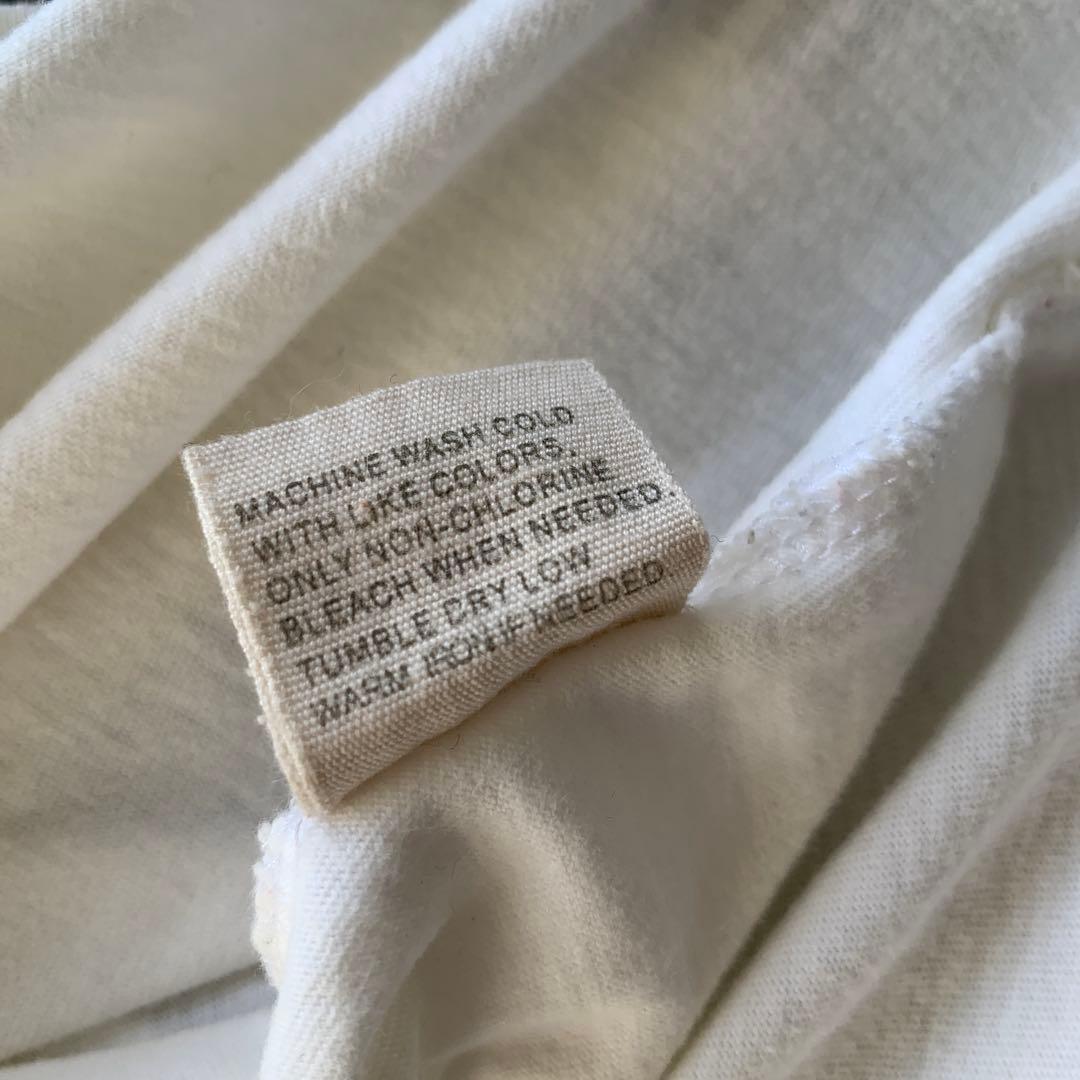 MACHINE WASH COLD
WITH LIKE COLORS.
ONLY NON-CHLORINE
BLEACH WHEN NEEDED.
TUMBLE DRY LOW
WARM IRON IF NEEDED